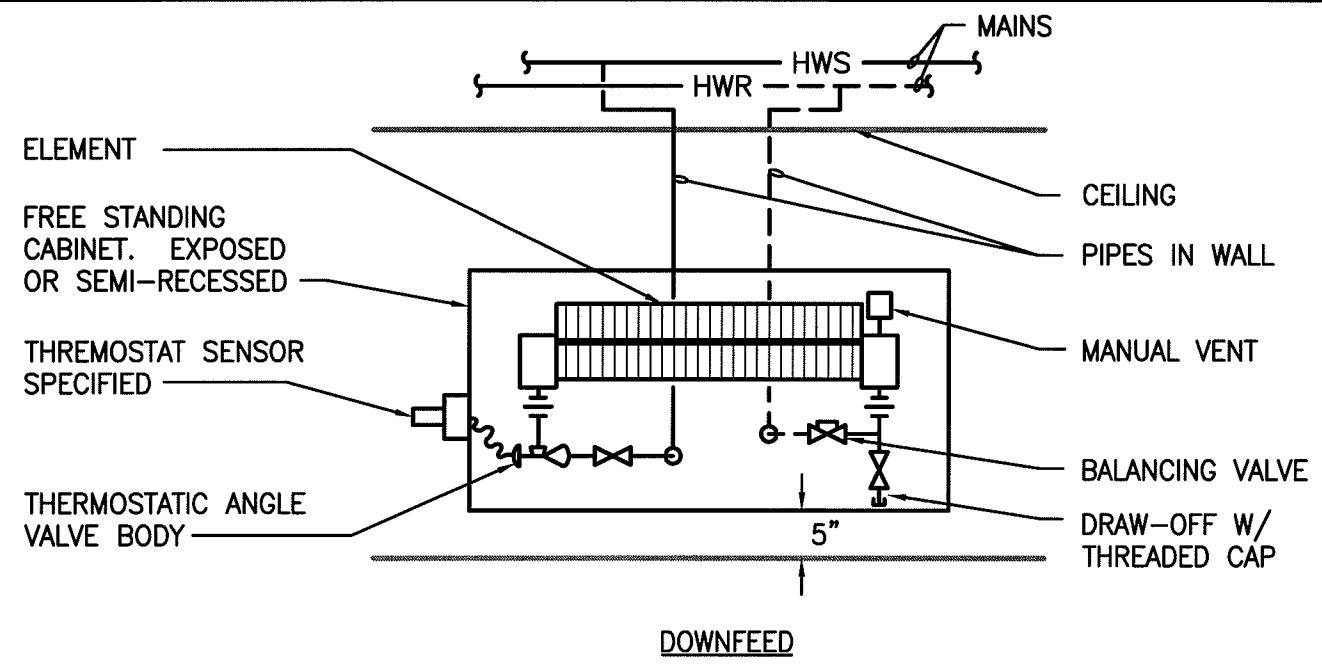 MAINS
HWS
HWR
ELEMENT
FREE STANDING
CABINET. EXPOSED
OR SEMI-RECESSED
THREMOSTAT SENSOR
SPECIFIED
THERMOSTATIC ANGLE
VALVE BODY
CEILING
PIPES IN WALL
MANUAL VENT
BALANCING VALVE
DRAW-OFF W/
THREADED CAP
5"
DOWNFEED